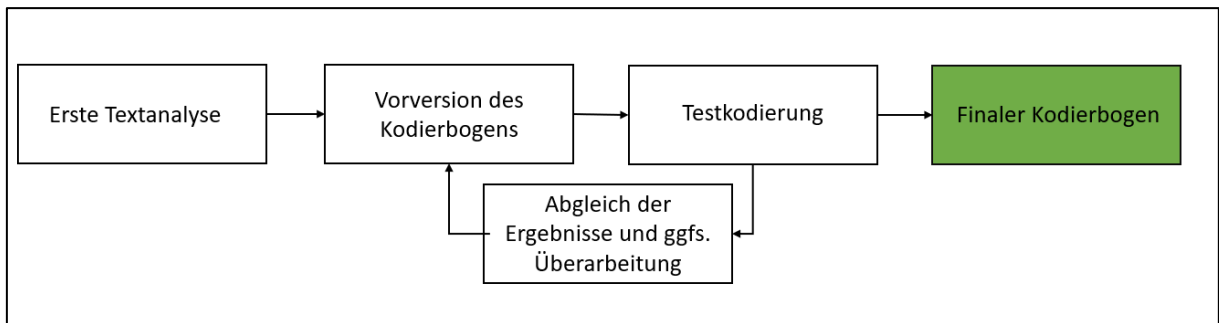 Erste Textanalyse
Vorversion des
Kodierbogens
Testkodierung
Finaler Kodierbogen
Abgleich der
Ergebnisse und ggfs.
Überarbeitung